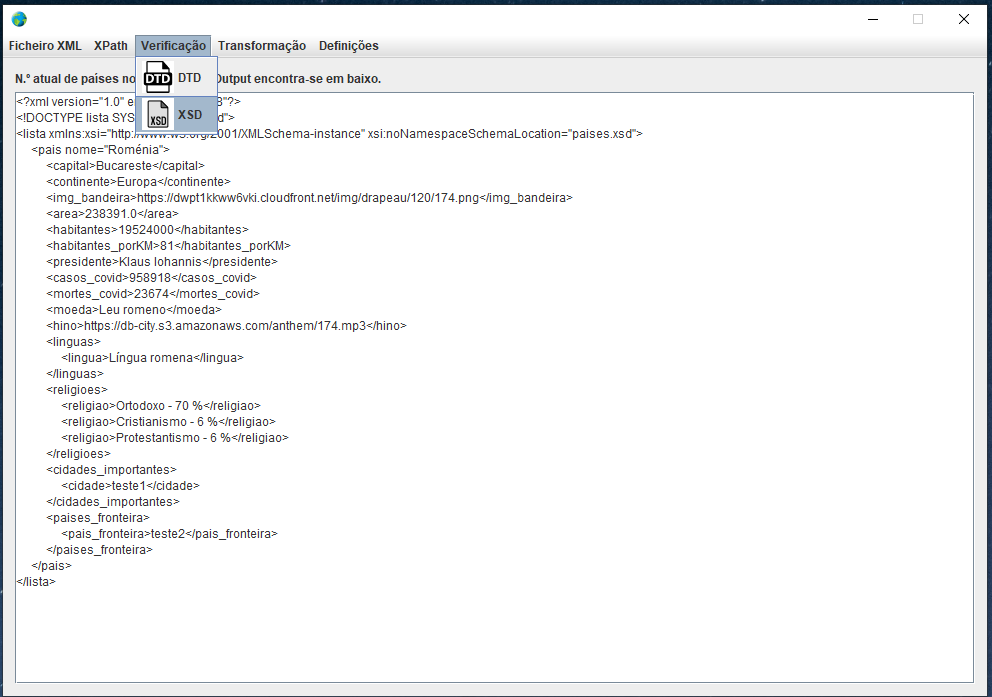 Ficheiro XML XPath Verificação Transformação Definições
N.º atual de países no Output encontra-se em baixo.
DTD DTD
XSD XSD
<?xml version="1.0" 8"?>
<!DOCTYPE lista SYS d">
<lista xmlns:xsi="http://www.w3.org/2001/XMLSchema-instance" xsi:noNamespaceSchemaLocation="paises.xsd">
<pais nome="Roménia">
<capital>Bucareste</capital>
<continente>Europa</continente>
<img_bandeira>https://dwpt1kkww6vki.cloudfront.net/img/drapeau/120/174.png</img_bandeira>
<area>238391.0</area>
<habitantes>19524000</habitantes>
<habitantes_porKM>81</habitantes_porKM>
<presidente>Klaus Iohannis</presidente>
<casos_covid>958918</casos_covid>
<mortes_covid>23674</mortes_covid>
<moeda>Leu romeno</moeda>
<hino>https://db-city.s3.amazonaws.com/anthem/174.mp3</hino>
<linguas>
<lingua>Língua romena</lingua>
</linguas>
<religioes>
<religiao>Ortodoxo - 70 %</religiao>
<religiao>Cristianismo - 6 %</religiao>
<religiao>Protestantismo - 6 %</religiao>
</religioes>
<cidades_importantes>
<cidade>teste1</cidade>
</cidades_importantes>
<paises_fronteira>
<pais_fronteira>teste2</pais_fronteira>
</paises_fronteira>
</pais>
</lista>